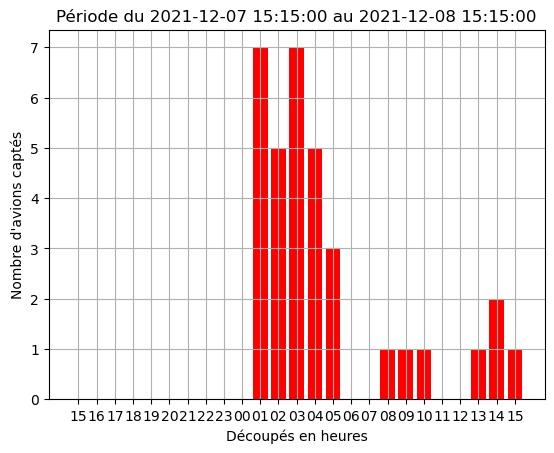 Période du 2021-12-07 15:15:00 au 2021-12-08 15:15:00
7
6
5
4
3
2
1
0
Nombre d'avions captés
15 16 17 18 19 20 21 22 23 00 01 02 03 04 05 06 07 08 09 10 11 12 13 14 15
Découpés en heures